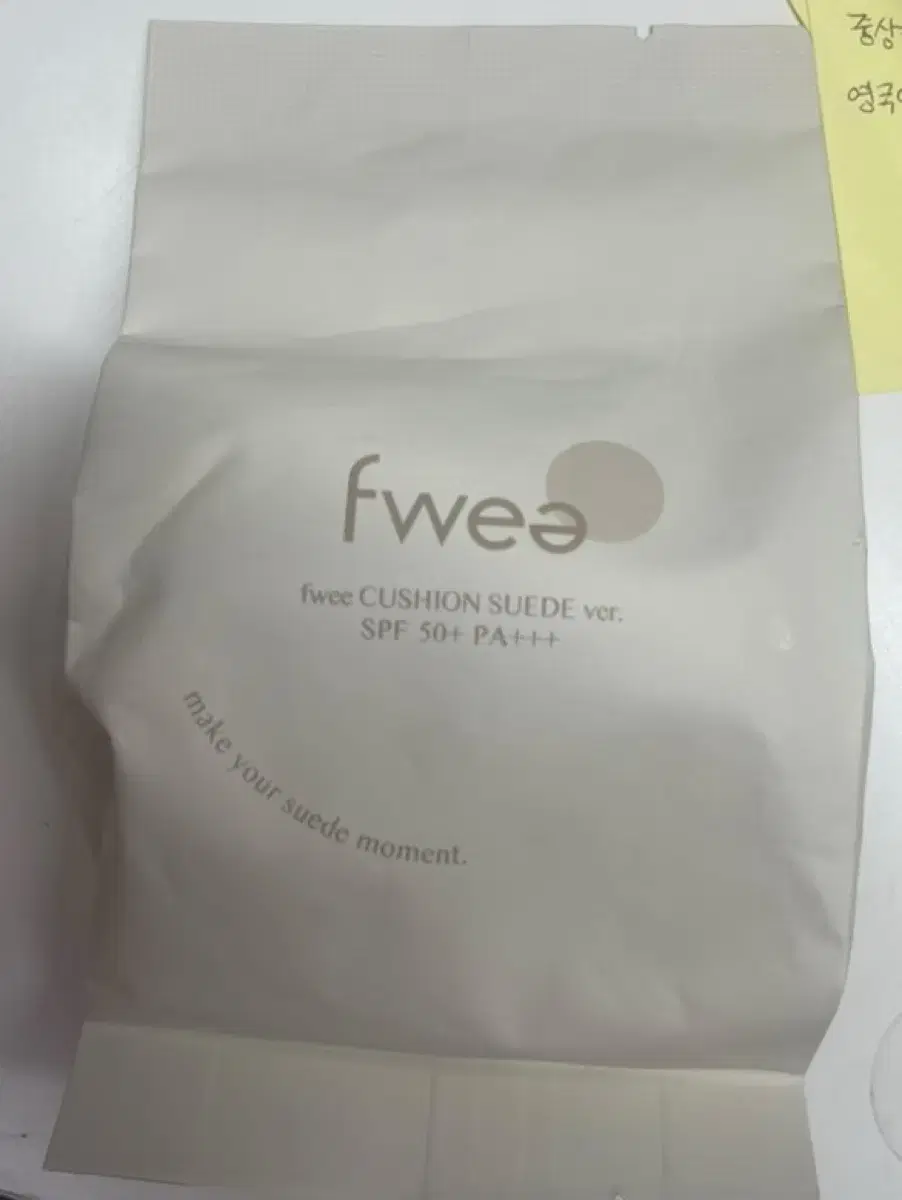 fwee
fwee CUSHION SUEDE ver.
SPF 50+ PA+++
make your suede moment.